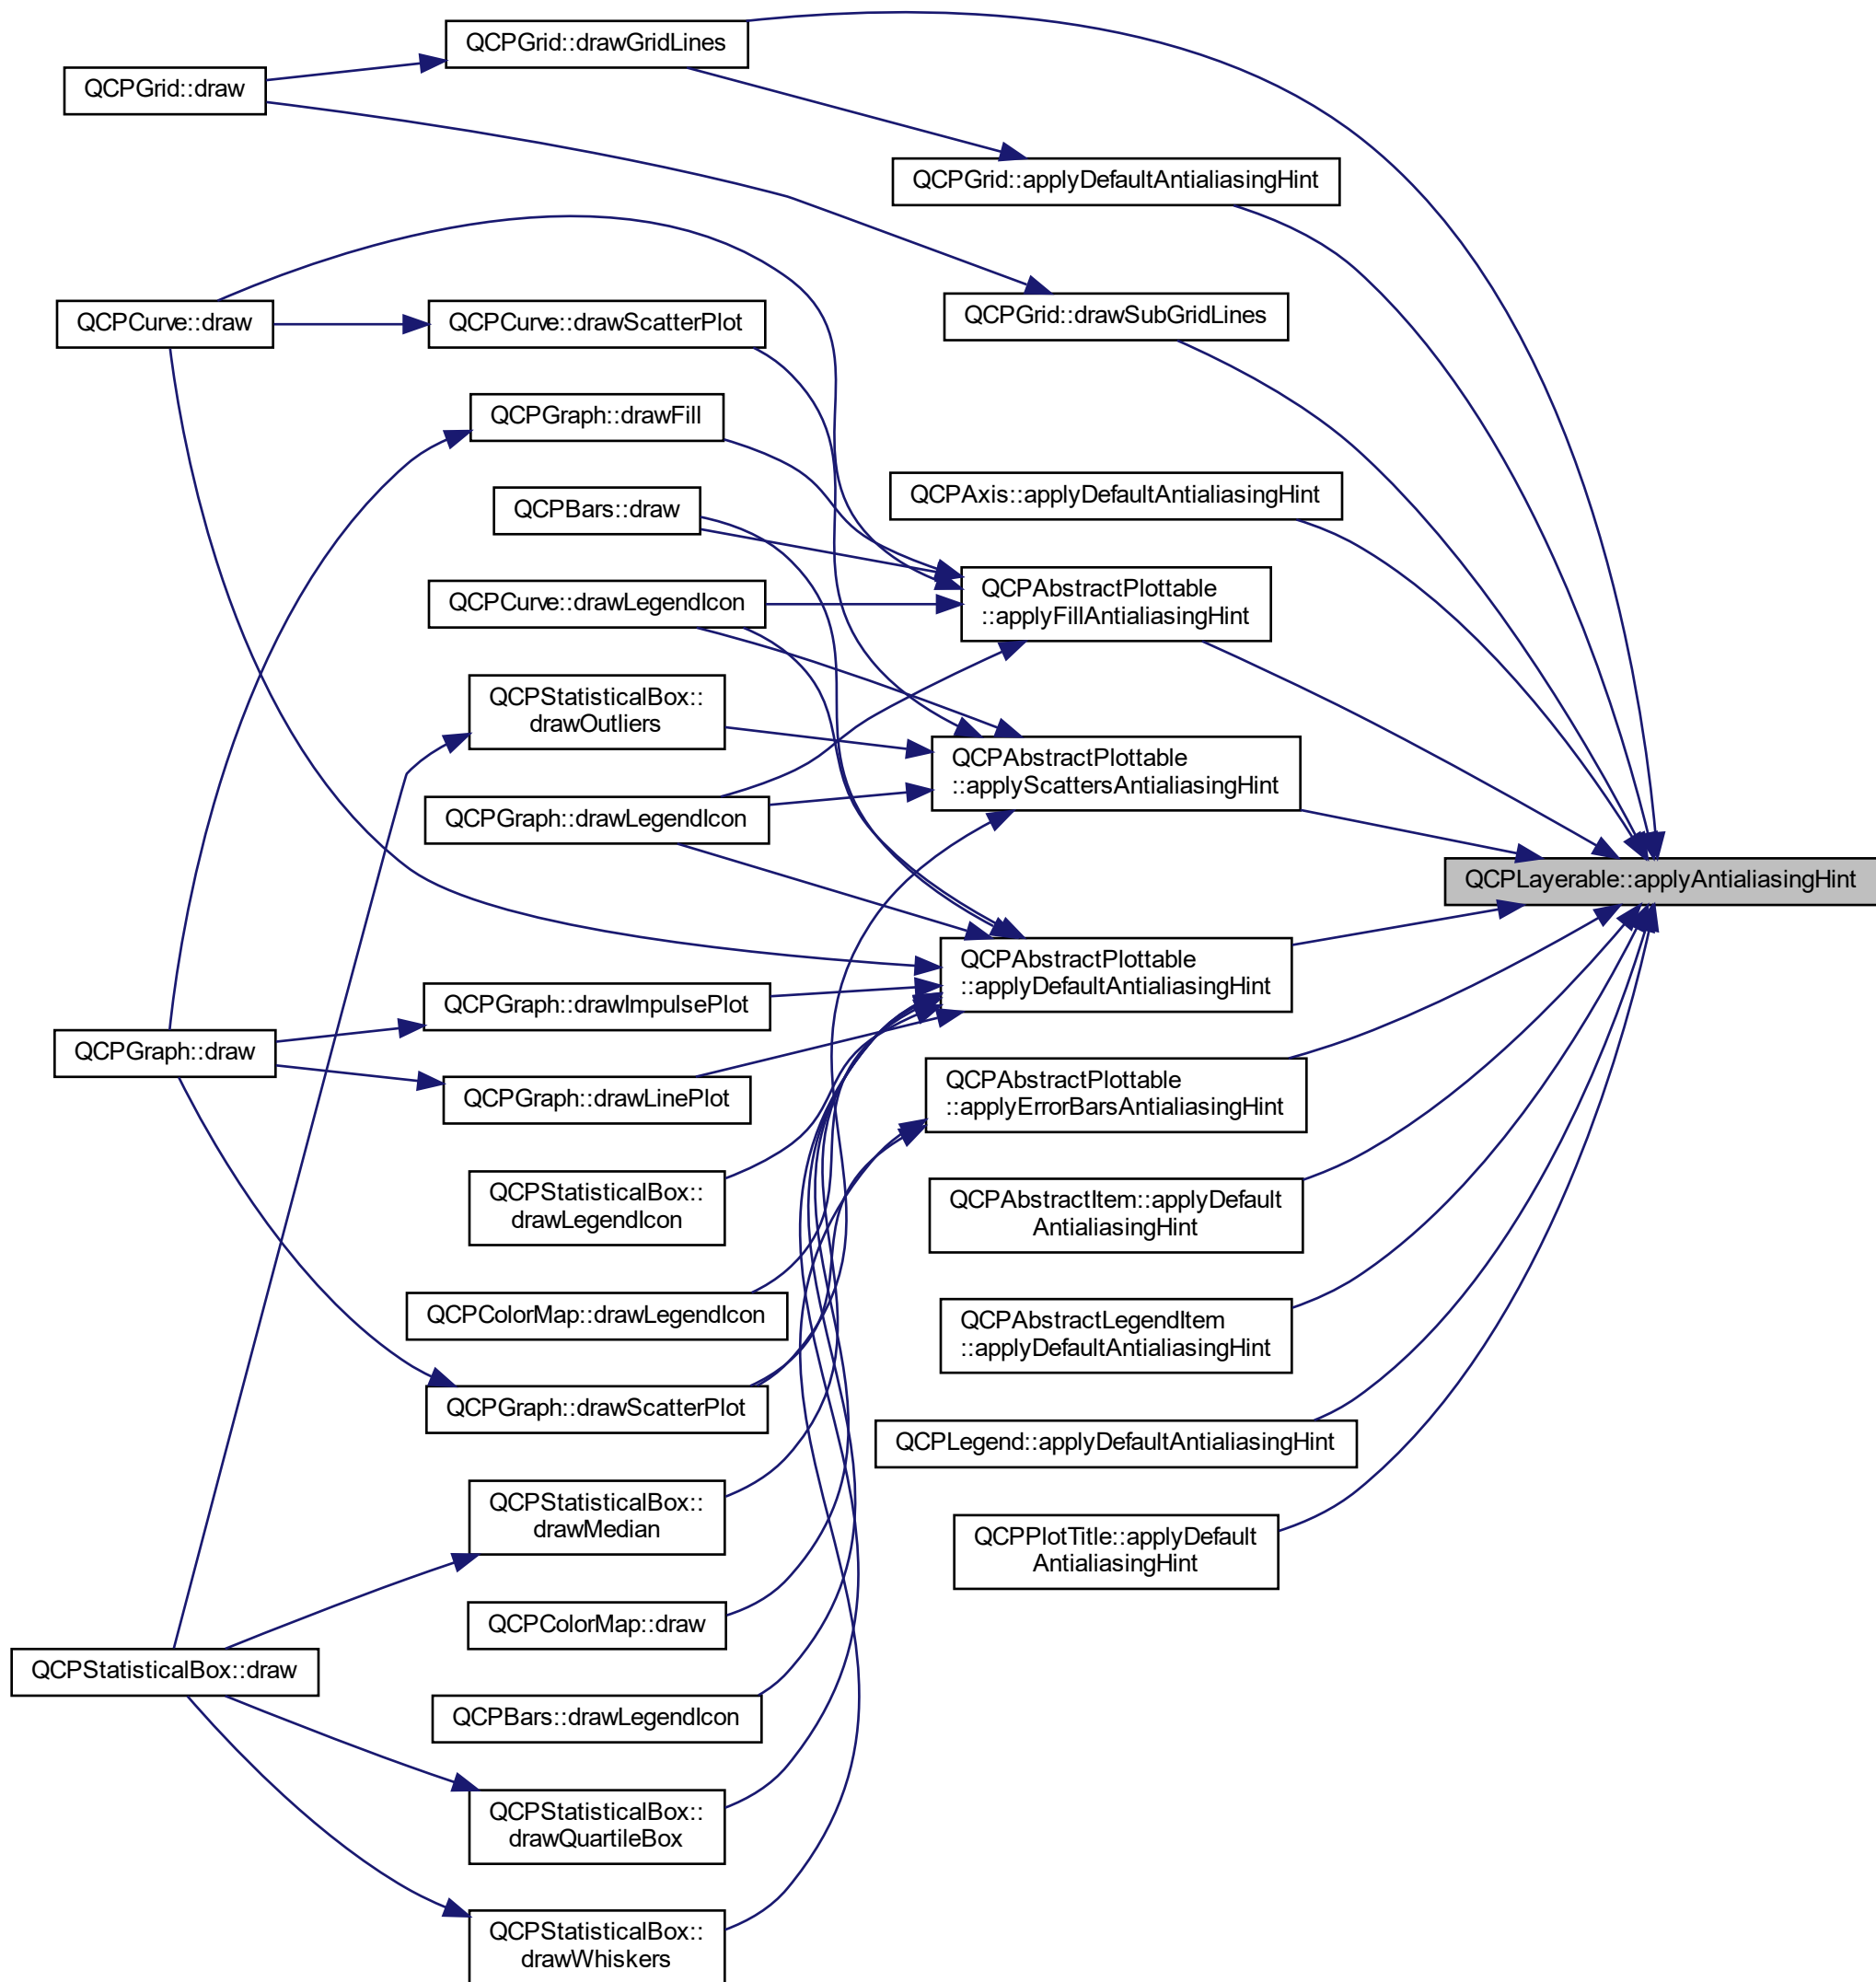 QCPGrid::drawGridLines
QCPGrid::draw
QCPGrid::applyDefaultAntialiasingHint
QCPGrid::drawSubGridLines
QCPCurve::draw
QCPCurve::drawScatterPlot
QCPGraph::drawFill
QCPAxis::applyDefaultAntialiasingHint
QCPBars::draw
QCPCurve::drawLegendIcon
QCPAbstractPlottable
::applyFillAntialiasingHint
QCPStatisticalBox::
drawOutliers
QCPAbstractPlottable
::applyScattersAntialiasingHint
QCPGraph::drawLegendIcon
QCPLayerable::applyAntialiasingHint
QCPAbstractPlottable
::applyDefaultAntialiasingHint
QCPGraph::drawImpulsePlot
QCPGraph::draw
QCPGraph::drawLinePlot
QCPAbstractPlottable
::applyErrorBarsAntialiasingHint
QCPStatisticalBox::
drawLegendIcon
QCPAbstractItem::applyDefault
AntialiasingHint
QCPColorMap::drawLegendIcon
QCPAbstractLegendItem
::applyDefaultAntialiasingHint
QCPGraph::drawScatterPlot
QCPLegend::applyDefaultAntialiasingHint
QCPStatisticalBox::
drawMedian
QCPPlotTitle::applyDefault
AntialiasingHint
QCPColorMap::draw
QCPStatisticalBox::draw
QCPBars::drawLegendIcon
QCPStatisticalBox::
drawQuartileBox
QCPStatisticalBox::
drawWhiskers